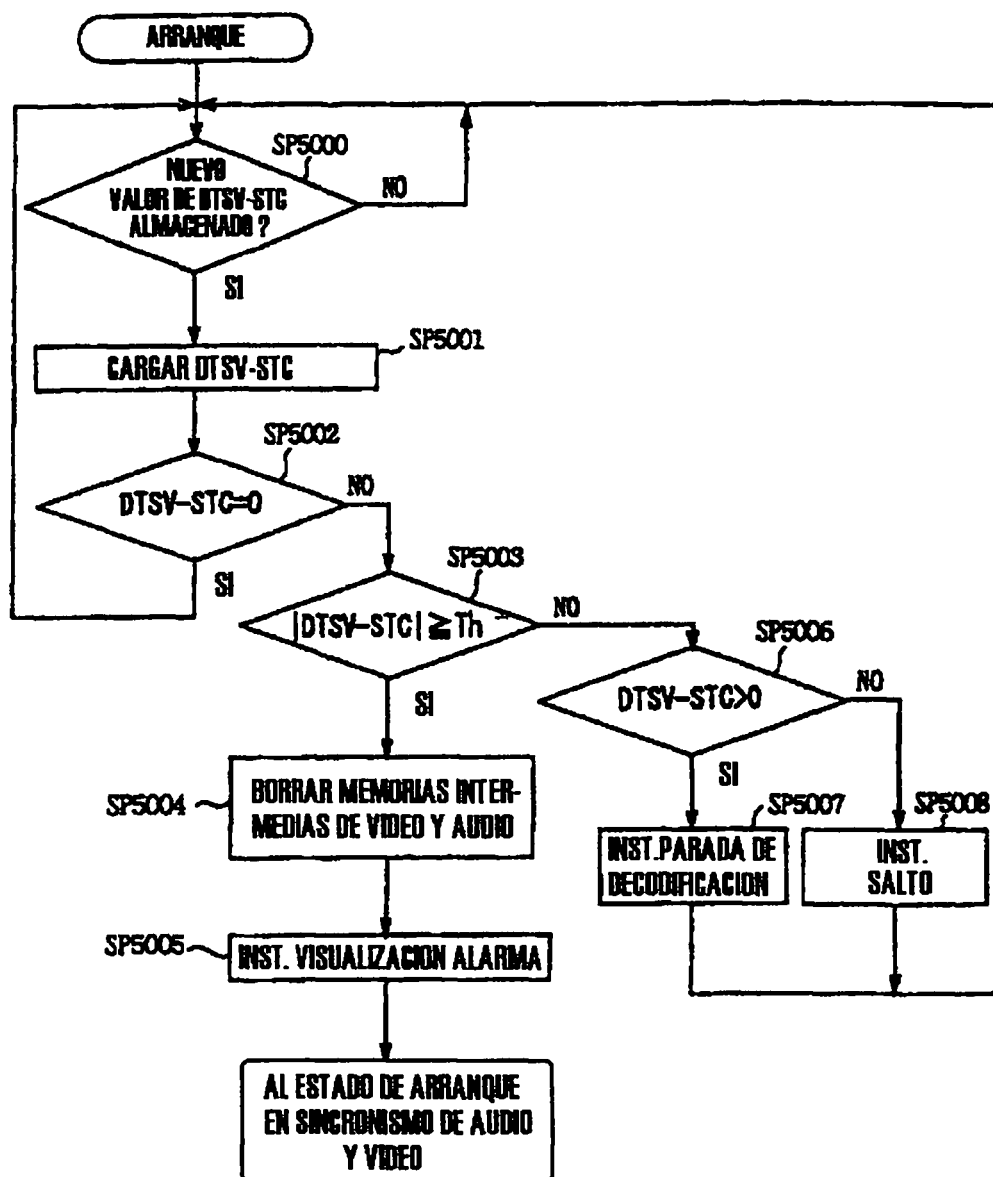 ARRANQUE
SP5000
NUEVO
VALOR DE DTSV-STC
ALMACENADO ?
NO
SI
SP5001
CARGAR DTSV-STC
SP5002
DTSV-STC=0
NO
SI
SP5003
|DTSV-STC| ≧ Th
NO
SI
SP5006
DTSV-STC>0
NO
SI
SP5004
BORRAR MEMORIAS INTER-
MEDIAS DE VIDEO Y AUDIO
SP5007
INST.PARADA DE
DECODIFICACION
SP5008
INST.
SALTO
SP5005
INST. VISUALIZACION ALARMA
AL ESTADO DE ARRANQUE
EN SINCRONISMO DE AUDIO
Y VIDEO